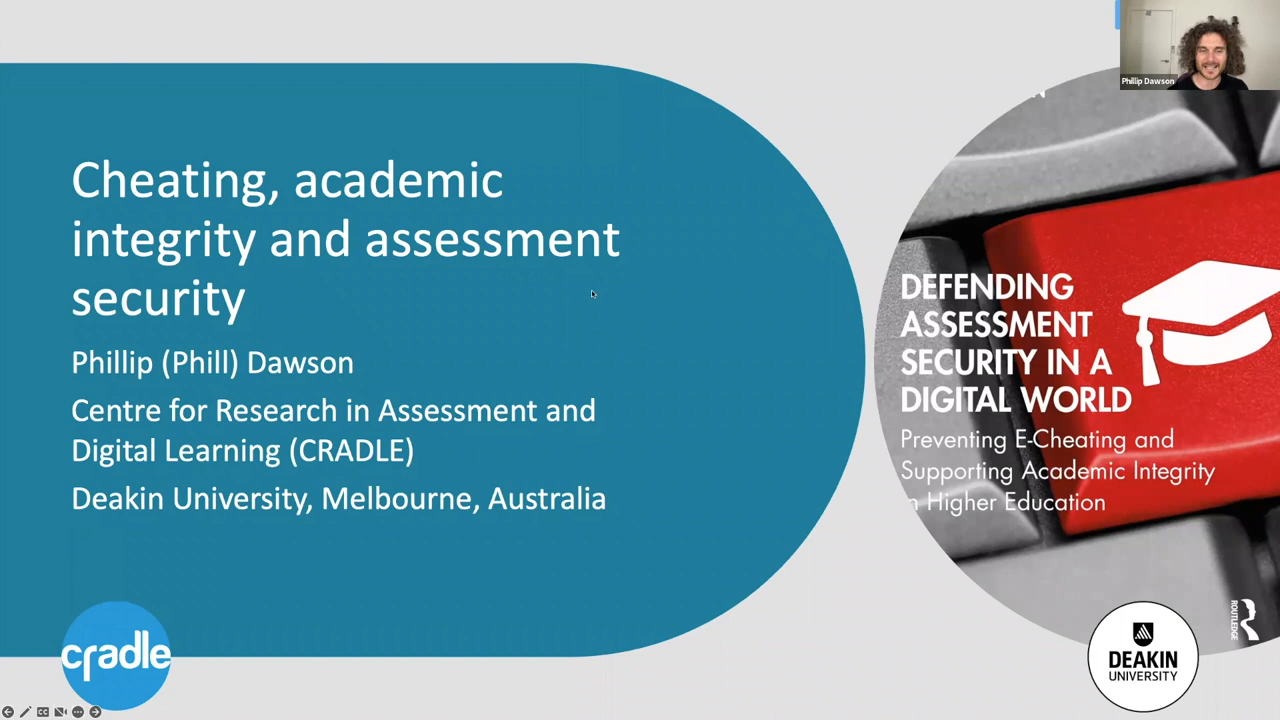 Phillip Dawson
Cheating, academic
integrity and assessment
security
Phillip (Phill) Dawson
Centre for Research in Assessment and
Digital Learning (CRADLE)
Deakin University, Melbourne, Australia
DEFENDING
ASSESSMENT
SECURITY IN A
DIGITAL WORLD
Preventing E-Cheating and
Supporting Academic Integrity
Higher Education
ROUTLEDGE
cradle
DEAKIN
UNIVERSITY
CC